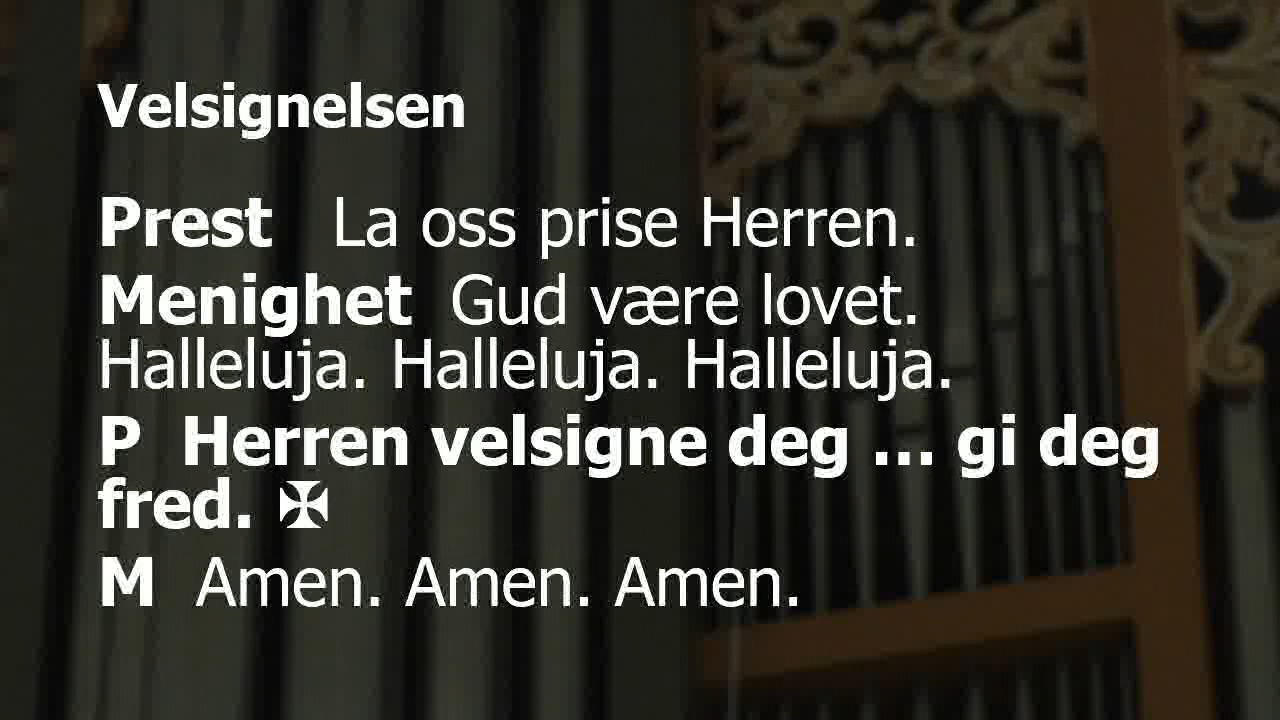 Velsignelsen
Prest La oss prise Herren.
Menighet Gud være lovet.
Halleluja. Halleluja. Halleluja.
P Herren velsigne deg ... gi deg
fred. ✠
M Amen. Amen. Amen.